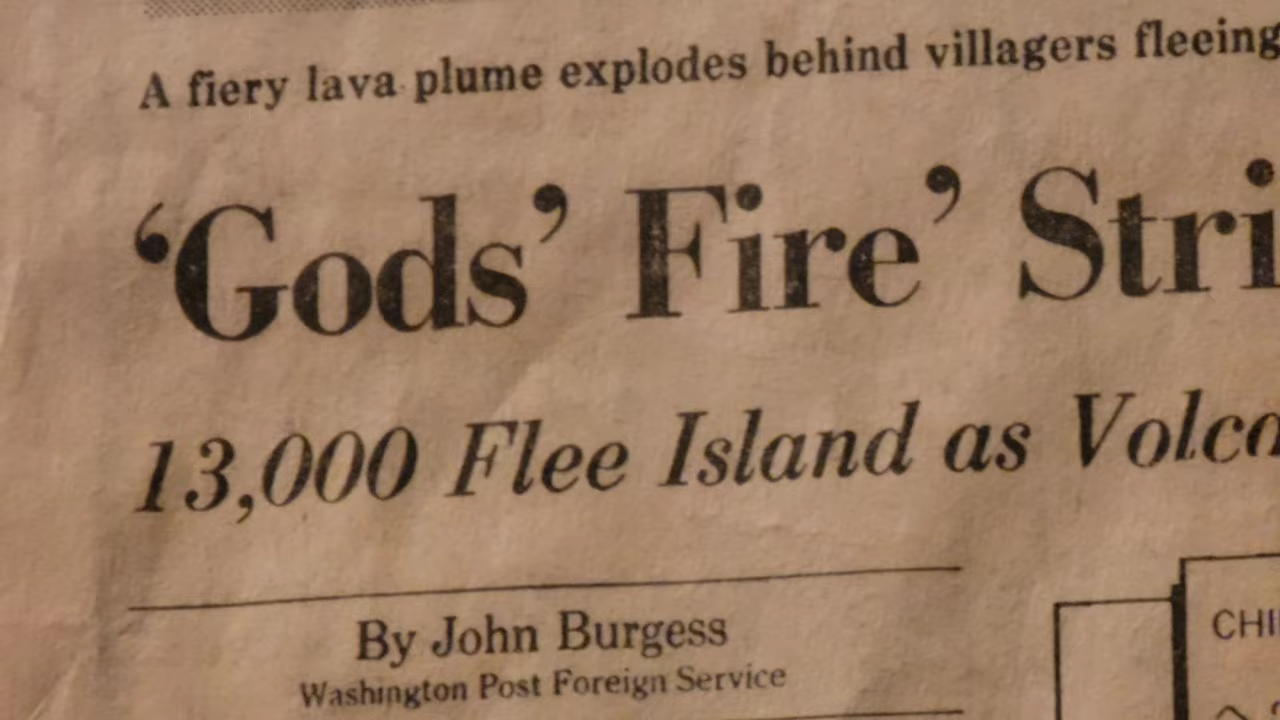 A fiery lava plume explodes behind villagers fleeing
‘Gods’ Fire’ Stri
13,000 Flee Island as Volca
By John Burgess
Washington Post Foreign Service
CHI